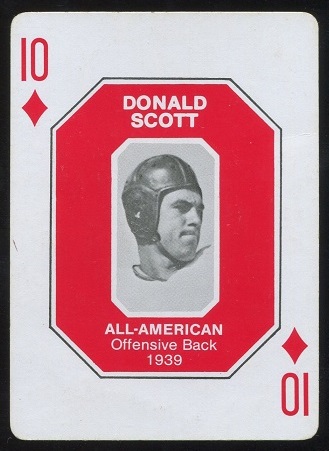 10
DONALD
SCOTT
ALL-AMERICAN
Offensive Back
1939
10